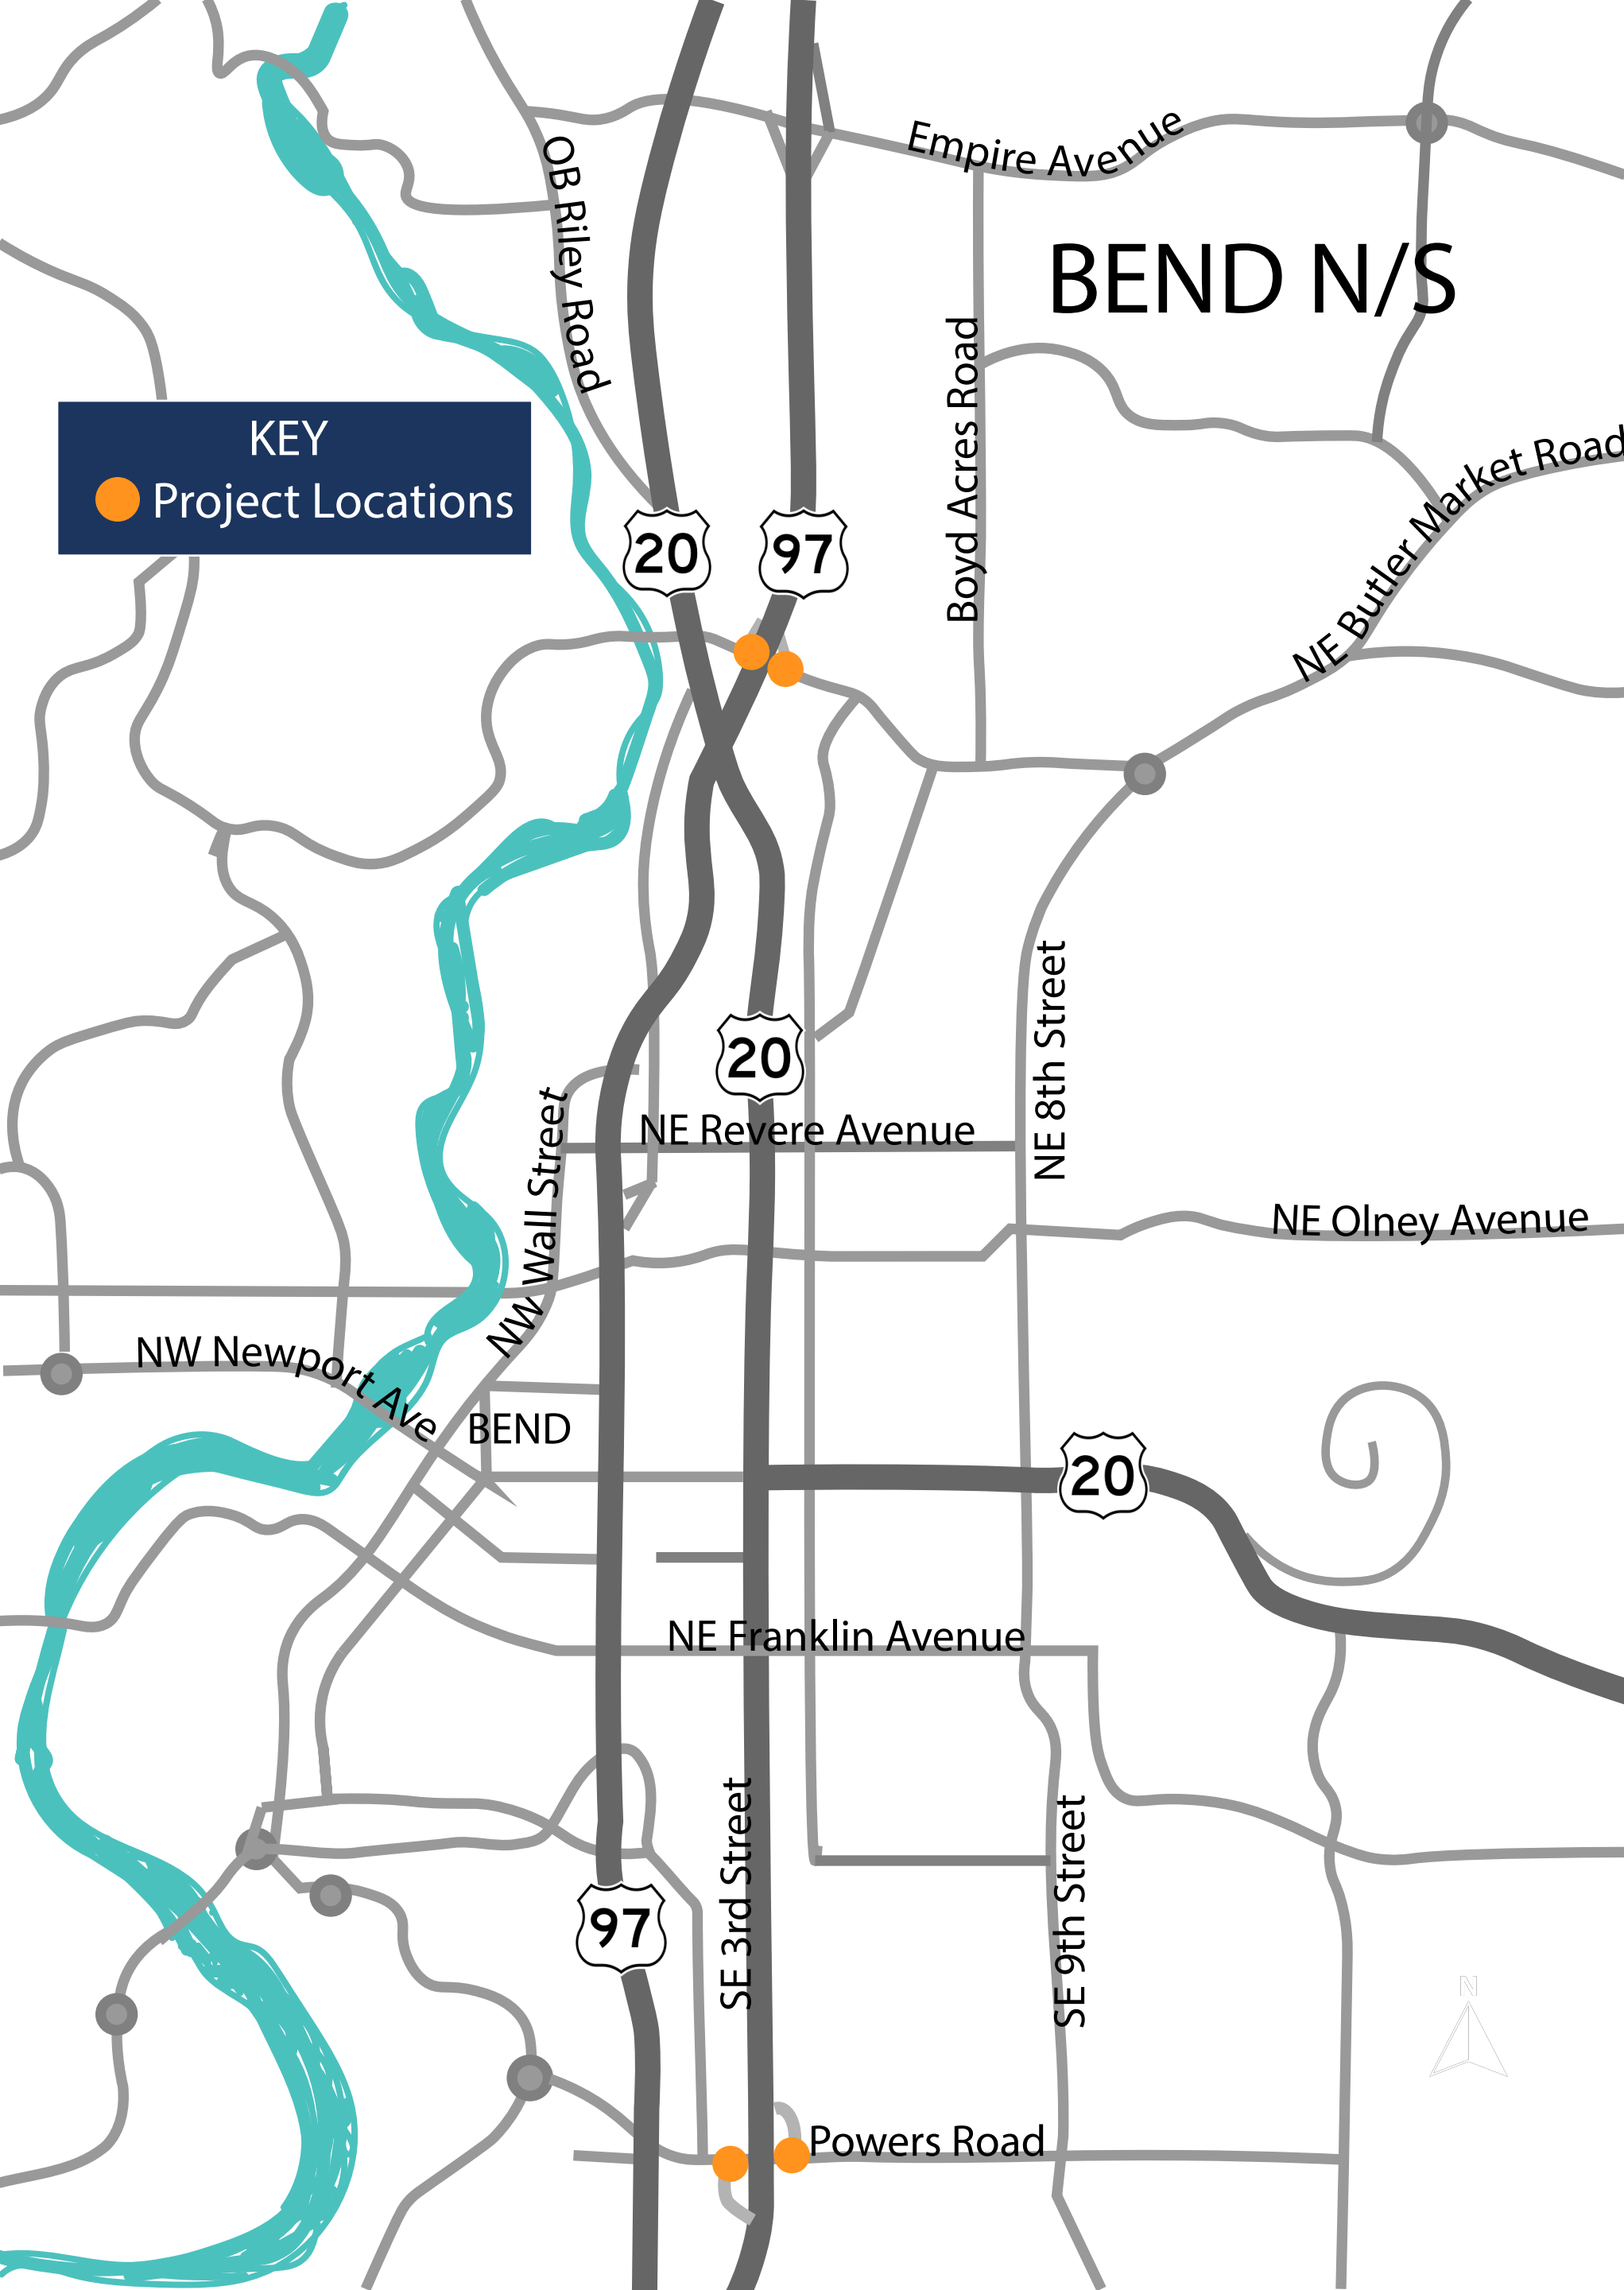 Empire Avenue
OB Riley Road
BEND N/S
Boyd Acres Road
KEY
Project Locations
NE Butler Market Road
20
97
NE 8th Street
20
NW Wall Street
NE Revere Avenue
NE Olney Avenue
NW Newport Ave
BEND
20
NE Franklin Avenue
SE 3rd Street
SE 9th Street
97
N
Powers Road